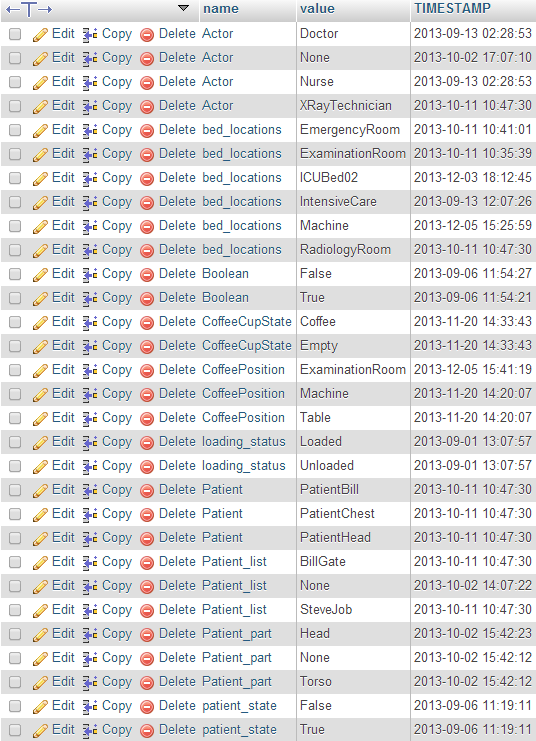 name value TIMESTAMP
Edit Copy Delete Actor Doctor 2013-09-13 02:28:53
Edit Copy Delete Actor None 2013-10-02 17:07:10
Edit Copy Delete Actor Nurse 2013-09-13 02:28:53
Edit Copy Delete Actor XRayTechnician 2013-10-11 10:47:30
Edit Copy Delete bed_locations EmergencyRoom 2013-10-11 10:41:01
Edit Copy Delete bed_locations ExaminationRoom 2013-10-11 10:35:39
Edit Copy Delete bed_locations ICUBed02 2013-12-03 18:12:45
Edit Copy Delete bed_locations IntensiveCare 2013-09-13 12:07:26
Edit Copy Delete bed_locations Machine 2013-12-05 15:25:59
Edit Copy Delete bed_locations RadiologyRoom 2013-10-11 10:47:30
Edit Copy Delete Boolean False 2013-09-06 11:54:27
Edit Copy Delete Boolean True 2013-09-06 11:54:21
Edit Copy Delete CoffeeCupState Coffee 2013-11-20 14:33:43
Edit Copy Delete CoffeeCupState Empty 2013-11-20 14:33:43
Edit Copy Delete CoffeePosition ExaminationRoom 2013-12-05 15:41:19
Edit Copy Delete CoffeePosition Machine 2013-11-20 14:20:07
Edit Copy Delete CoffeePosition Table 2013-11-20 14:20:07
Edit Copy Delete loading_status Loaded 2013-09-01 13:07:57
Edit Copy Delete loading_status Unloaded 2013-09-01 13:07:57
Edit Copy Delete Patient PatientBill 2013-10-11 10:47:30
Edit Copy Delete Patient PatientChest 2013-10-11 10:47:30
Edit Copy Delete Patient PatientHead 2013-10-11 10:47:30
Edit Copy Delete Patient_list BillGate 2013-10-11 10:47:30
Edit Copy Delete Patient_list None 2013-10-02 14:07:22
Edit Copy Delete Patient_list SteveJob 2013-10-11 10:47:30
Edit Copy Delete Patient_part Head 2013-10-02 15:42:23
Edit Copy Delete Patient_part None 2013-10-02 15:42:12
Edit Copy Delete Patient_part Torso 2013-10-02 15:42:12
Edit Copy Delete patient_state False 2013-09-06 11:19:11
Edit Copy Delete patient_state True 2013-09-06 11:19:11